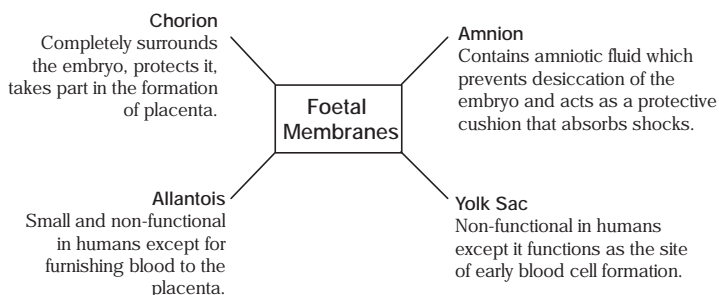 Chorion
Completely surrounds
the embryo, protects it,
takes part in the formation
of placenta.
Amnion
Contains amniotic fluid which
prevents desiccation of the
embryo and acts as a protective
cushion that absorbs shocks.
Foetal
Membranes
Allantois
Small and non-functional
in humans except for
furnishing blood to the
placenta.
Yolk Sac
Non-functional in humans
except it functions as the site
of early blood cell formation.